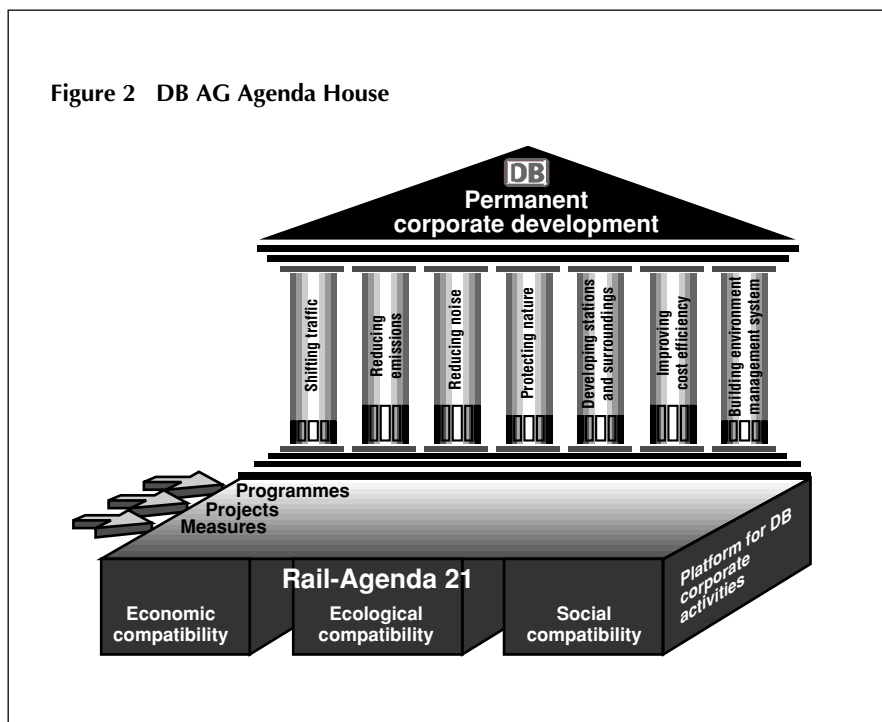 Figure 2 DB AG Agenda House
DB
Permanent
corporate development
Shifting traffic
Reducing
emissions
Reducing noise
Protecting nature
Developing stations
and surroundings
Improving
cost efficiency
Building environment
management system
Programmes
Projects
Measures
Rail-Agenda 21
Economic
compatibility
Ecological
compatibility
Social
compatibility
Platform for DB
corporate
activities